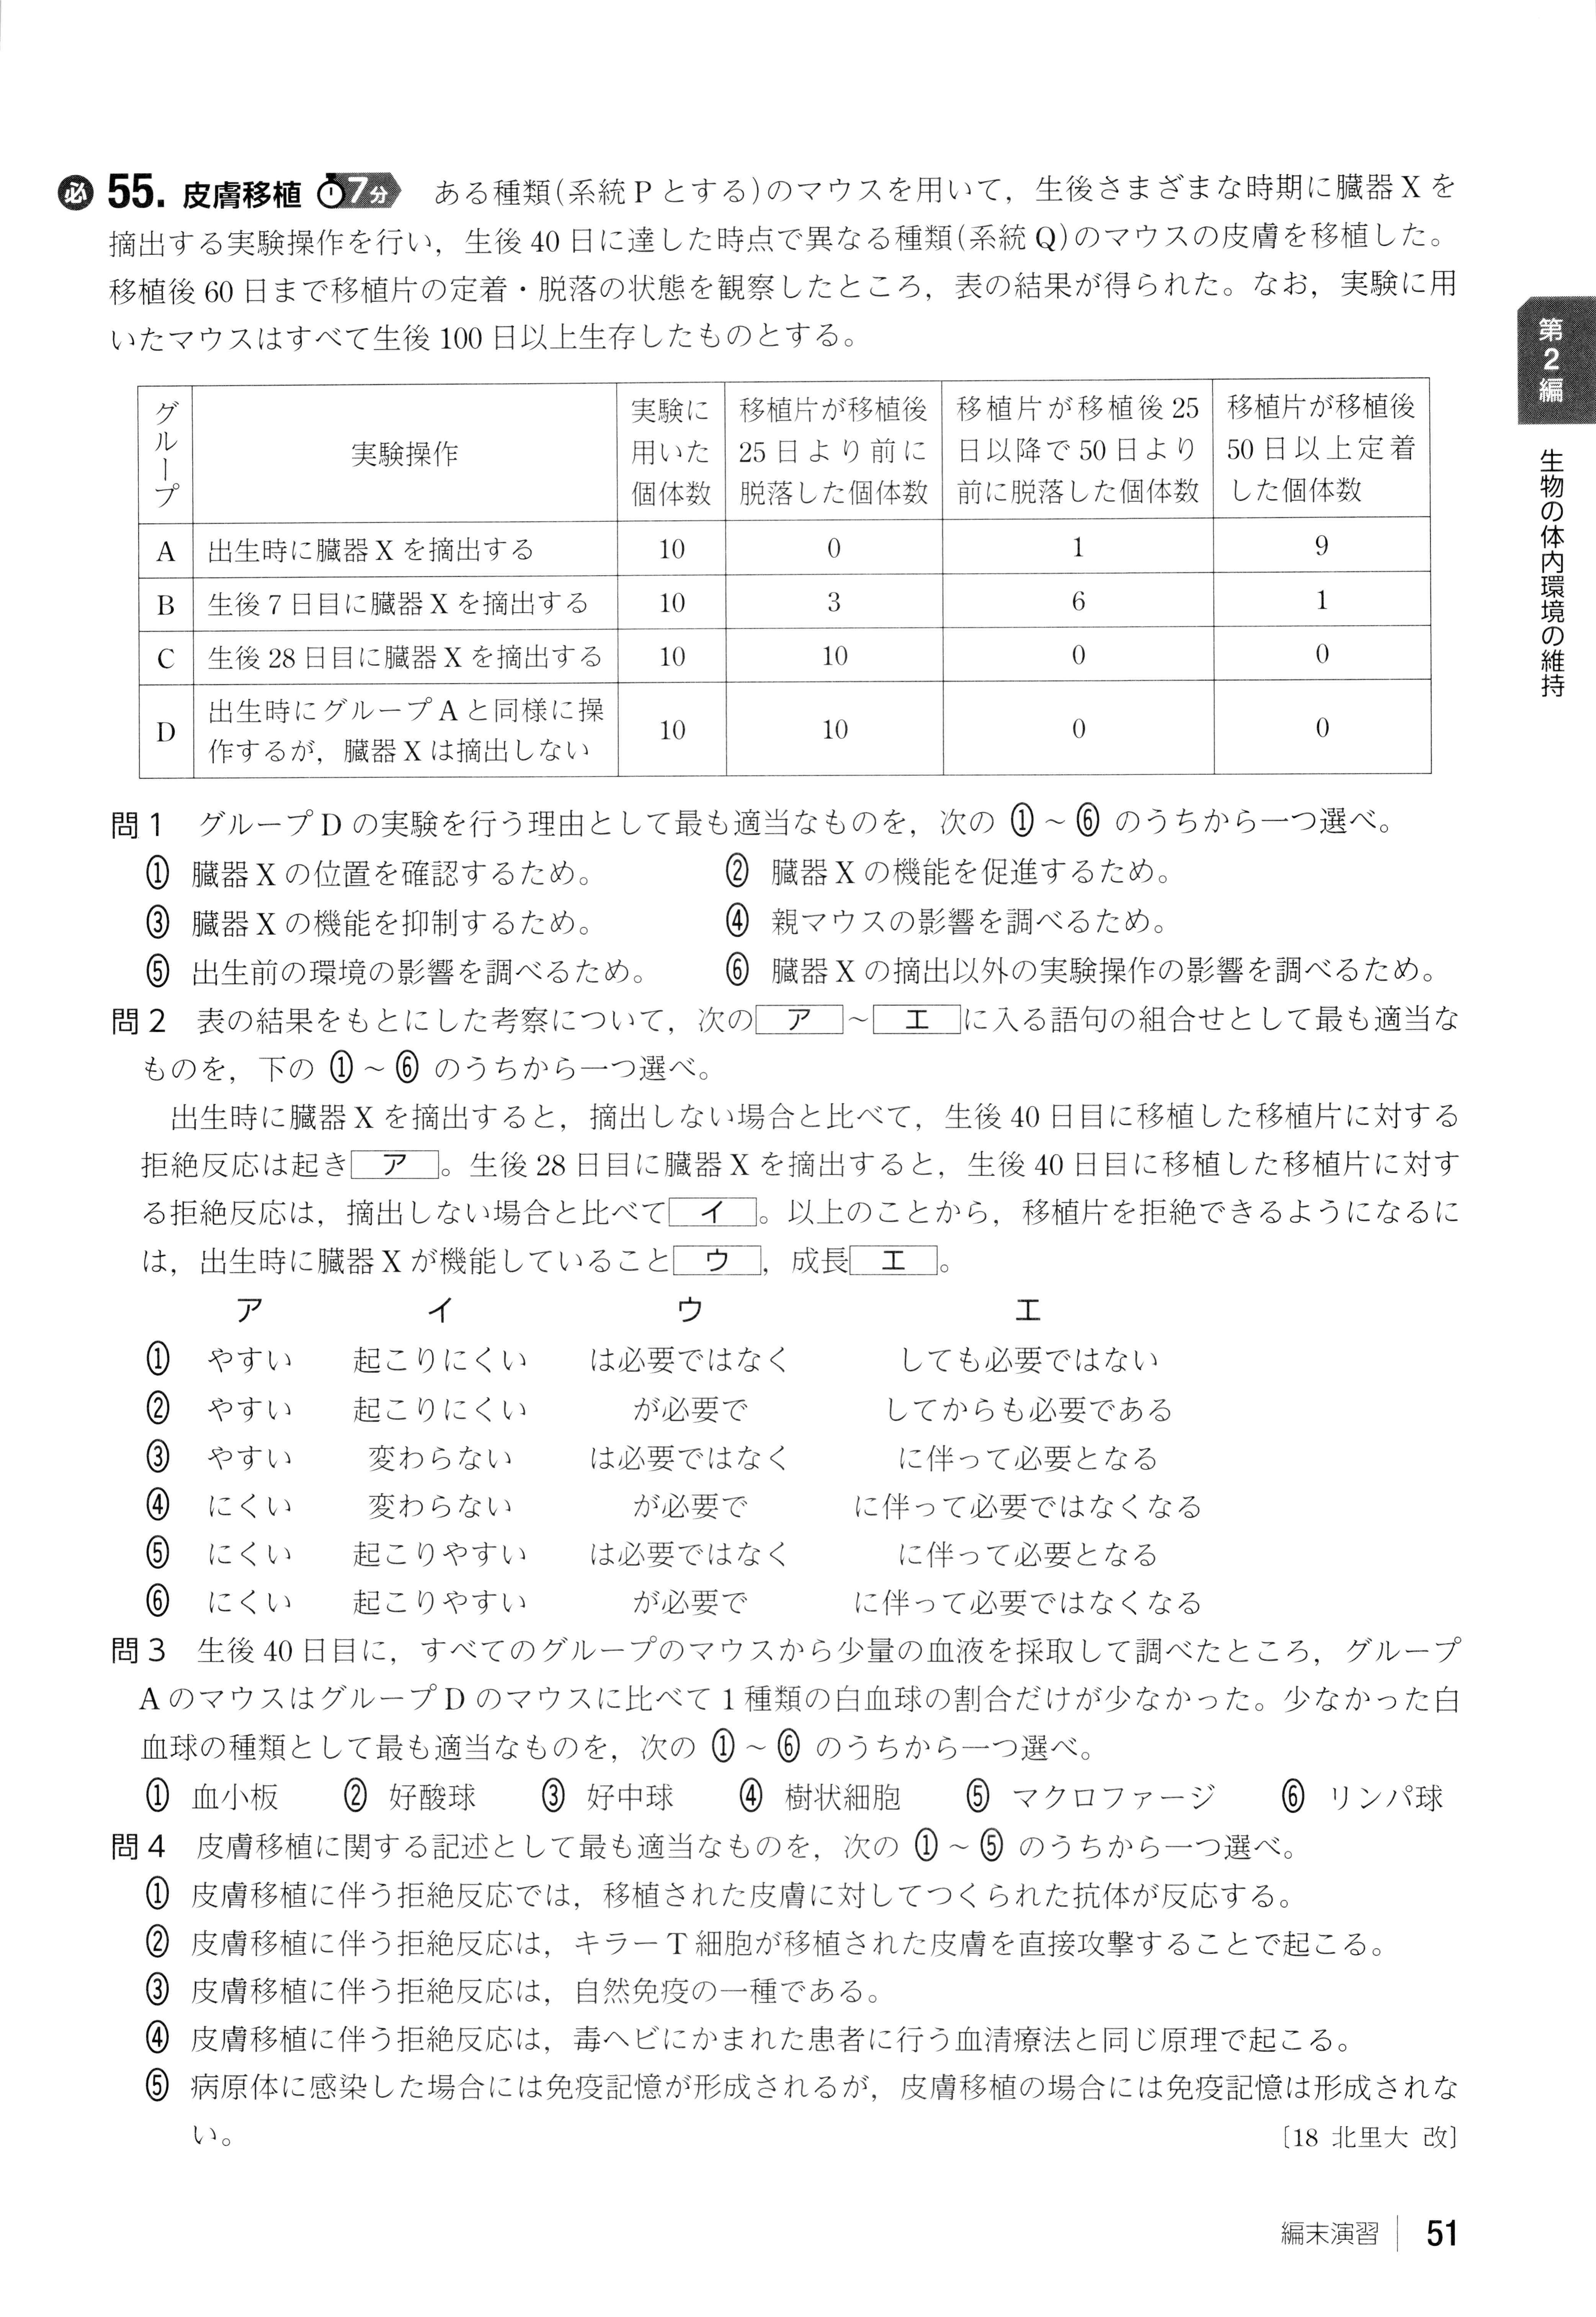 必 55. 皮膚移植 7分 ある種類(系統Pとする)のマウスを用いて，生後さまざまな時期に臓器Xを
摘出する実験操作を行い，生後40日に達した時点で異なる種類(系統Q)のマウスの皮膚を移植した。
移植後60日まで移植片の定着・脱落の状態を観察したところ，表の結果が得られた。なお，実験に用
いたマウスはすべて生後100日以上生存したものとする。
グループ 実験操作 実験に用いた個体数 移植片が移植後25日より前に脱落した個体数 移植片が移植後25日以降で50日より前に脱落した個体数 移植片が移植後50日以上定着した個体数
A 出生時に臓器Xを摘出する 10 0 1 9
B 生後7日目に臓器Xを摘出する 10 3 6 1
C 生後28日目に臓器Xを摘出する 10 10 0 0
D 出生時にグループAと同様に操作するが，臓器Xは摘出しない 10 10 0 0
問1 グループDの実験を行う理由として最も適当なものを，次の①～⑥のうちから一つ選べ。
① 臓器Xの位置を確認するため。 ② 臓器Xの機能を促進するため。
③ 臓器Xの機能を抑制するため。 ④ 親マウスの影響を調べるため。
⑤ 出生前の環境の影響を調べるため。 ⑥ 臓器Xの摘出以外の実験操作の影響を調べるため。
問2 表の結果をもとにした考察について，次の ア ～ エ に入る語句の組合せとして最も適当な
ものを，下の①～⑥のうちから一つ選べ。
出生時に臓器Xを摘出すると，摘出しない場合と比べて，生後40日目に移植した移植片に対する
拒絶反応は起き ア 。生後28日目に臓器Xを摘出すると，生後40日目に移植した移植片に対す
る拒絶反応は，摘出しない場合と比べて イ 。以上のことから，移植片を拒絶できるようになるに
は，出生時に臓器Xが機能していること ウ ，成長 エ 。
ア イ ウ エ
① やすい 起こりにくい は必要ではなく しても必要ではない
② やすい 起こりにくい が必要で してからも必要である
③ やすい 変わらない は必要ではなく に伴って必要となる
④ にくい 変わらない が必要で に伴って必要ではなくなる
⑤ にくい 起こりやすい は必要ではなく に伴って必要となる
⑥ にくい 起こりやすい が必要で に伴って必要ではなくなる
問3 生後40日目に，すべてのグループのマウスから少量の血液を採取して調べたところ，グループ
AのマウスはグループDのマウスに比べて1種類の白血球の割合だけが少なかった。少なかった白
血球の種類として最も適当なものを，次の①～⑥のうちから一つ選べ。
① 血小板 ② 好酸球 ③ 好中球 ④ 樹状細胞 ⑤ マクロファージ ⑥ リンパ球
問4 皮膚移植に関する記述として最も適当なものを，次の①～⑤のうちから一つ選べ。
① 皮膚移植に伴う拒絶反応では，移植された皮膚に対してつくられた抗体が反応する。
② 皮膚移植に伴う拒絶反応は，キラーT細胞が移植された皮膚を直接攻撃することで起こる。
③ 皮膚移植に伴う拒絶反応は，自然免疫の一種である。
④ 皮膚移植に伴う拒絶反応は，毒ヘビにかまれた患者に行う血清療法と同じ原理で起こる。
⑤ 病原体に感染した場合には免疫記憶が形成されるが，皮膚移植の場合には免疫記憶は形成されな
い。 〔18 北里大 改〕
第2編 生物の体内環境の維持
編末演習 51